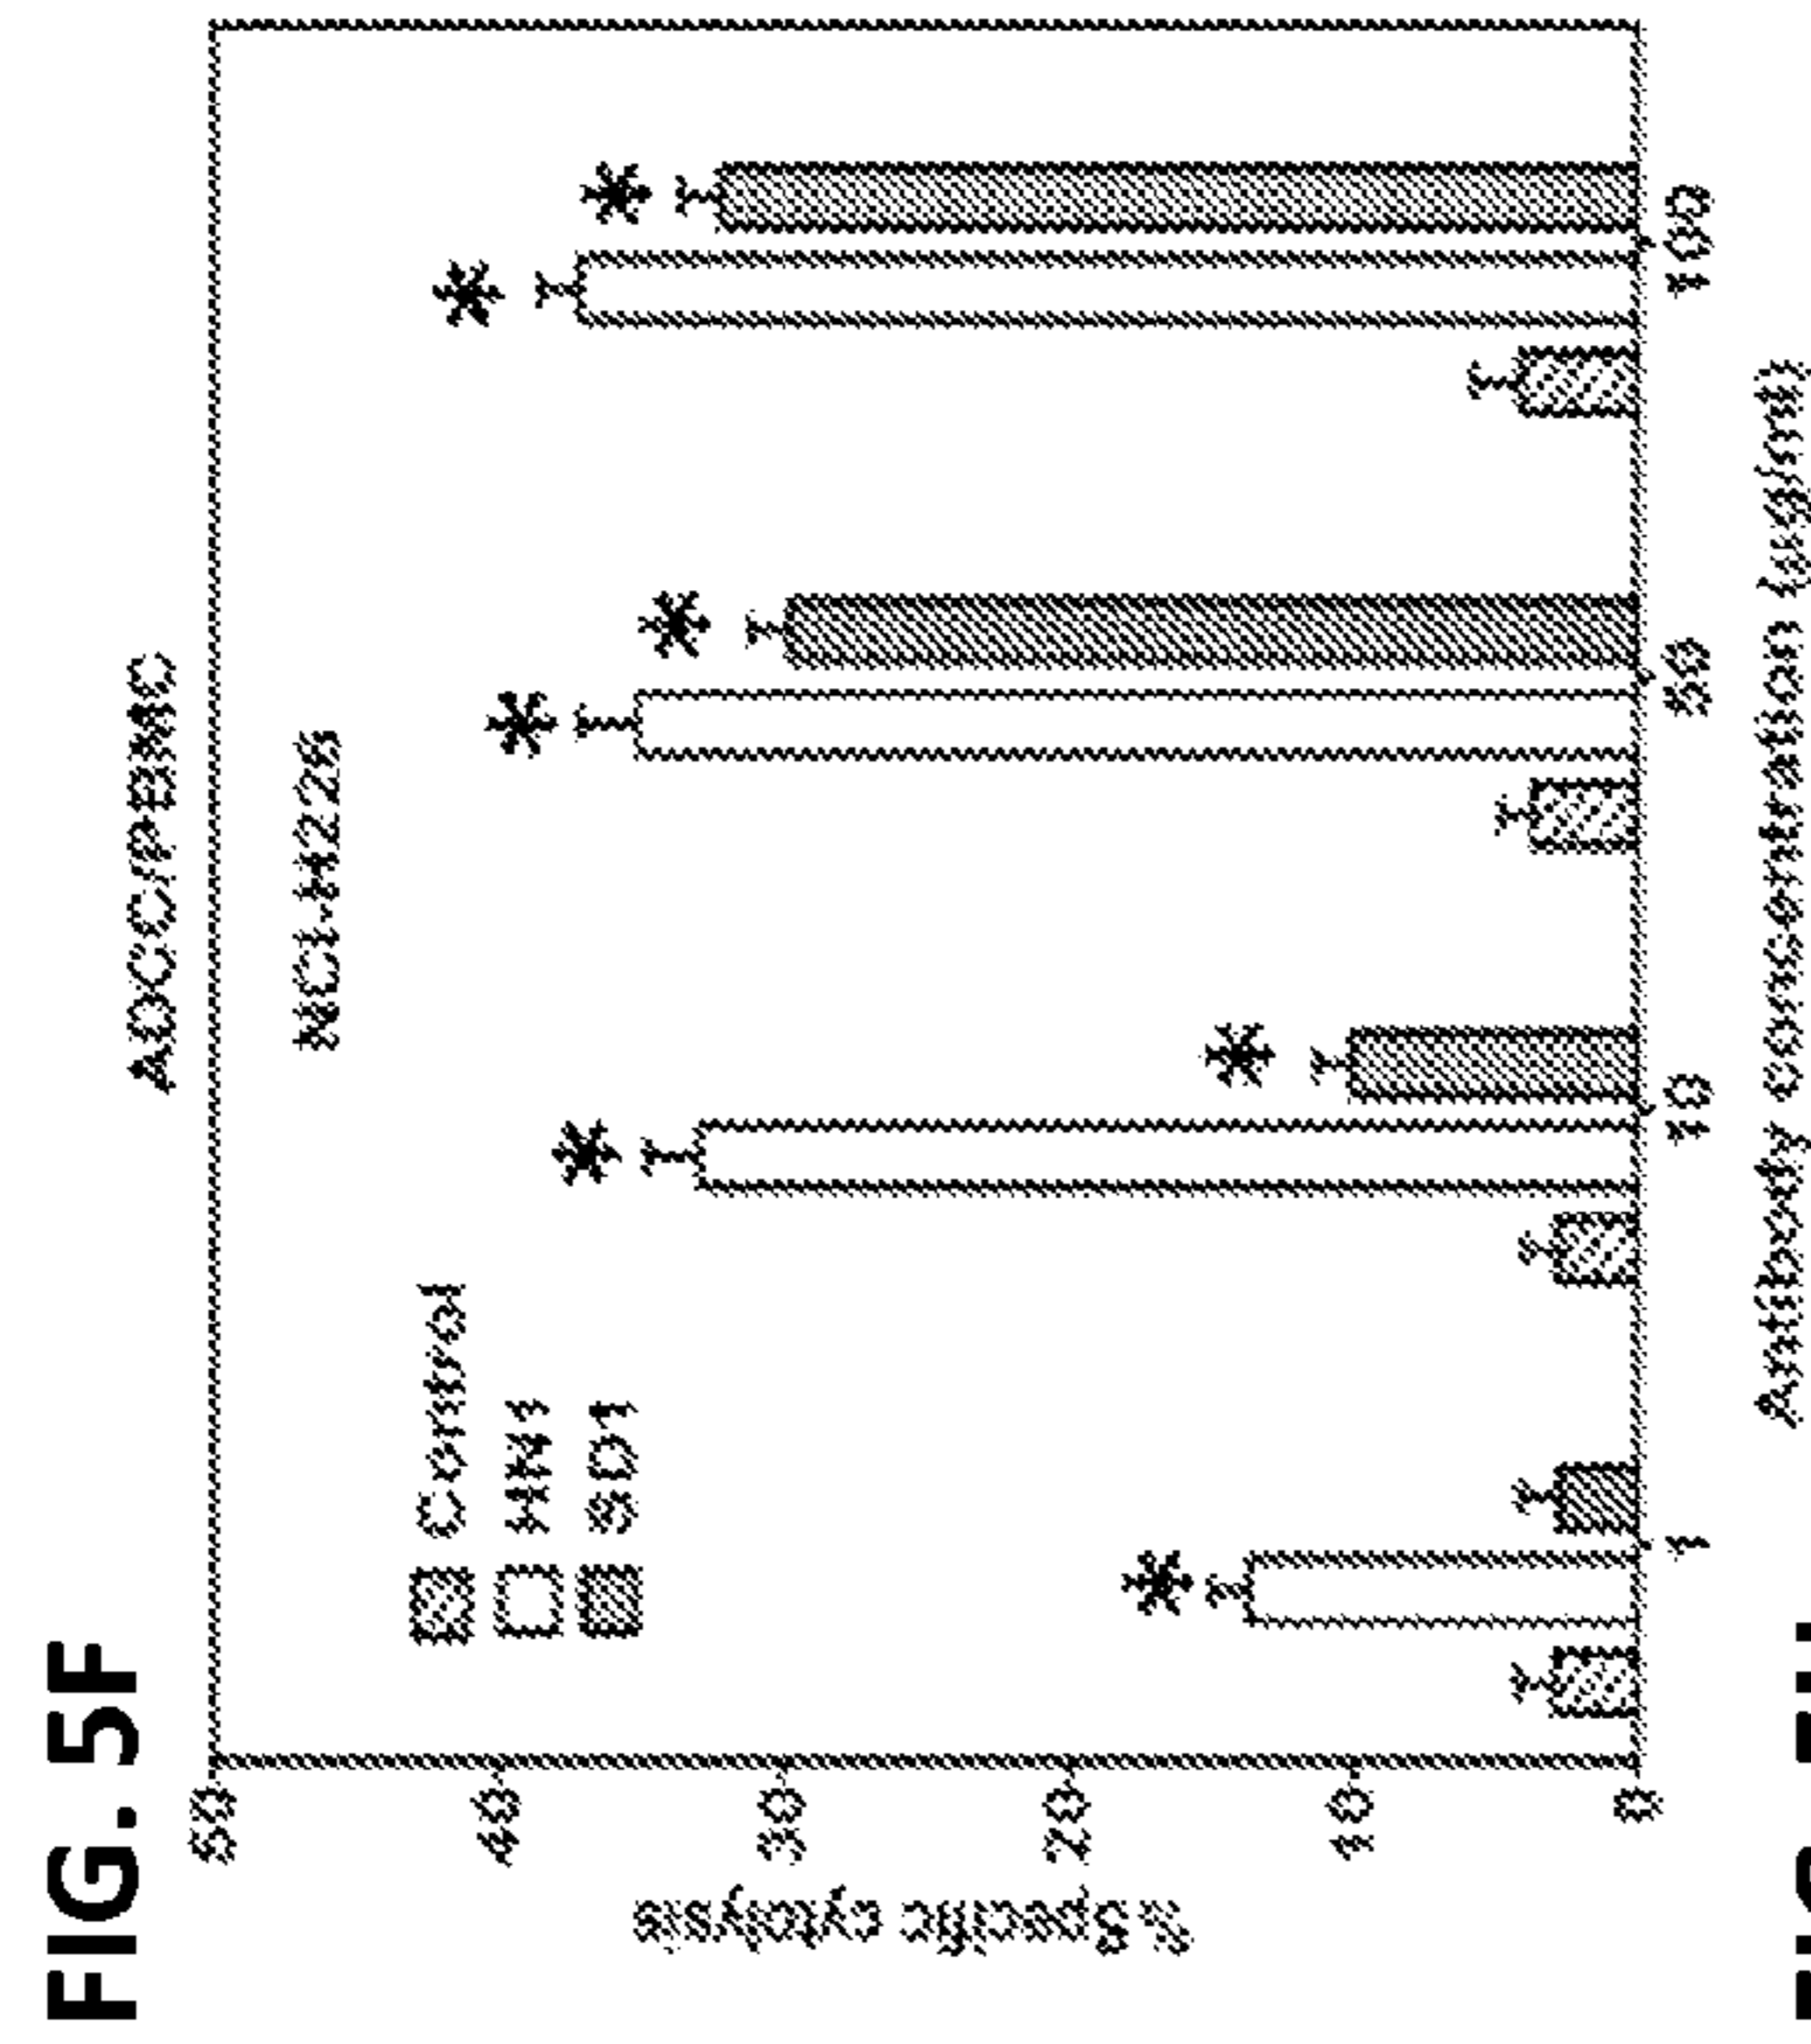 FIG. 5F
ADCC/PBMC
NCI-H226
Control
HN1
SD1
% Specific cytolysis
50
40
30
20
10
0
*
*
*
*
*
*
*
1
10
50
100
Antibody concentration (ug/ml)